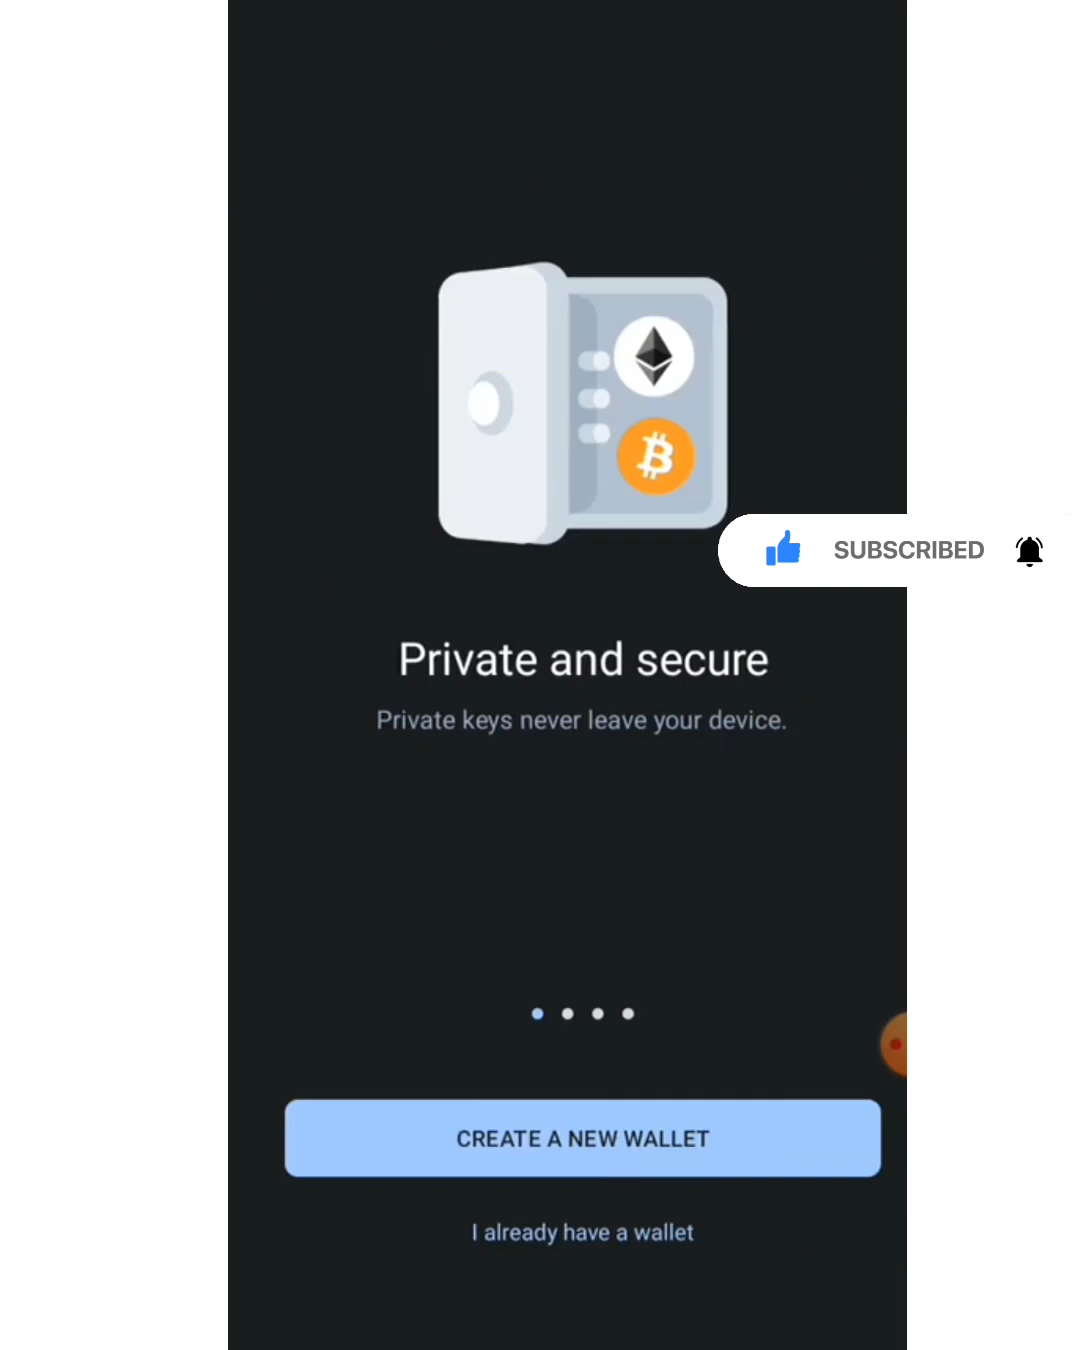 SUBSCRIBED
Private and secure
Private keys never leave your device.
CREATE A NEW WALLET
I already have a wallet